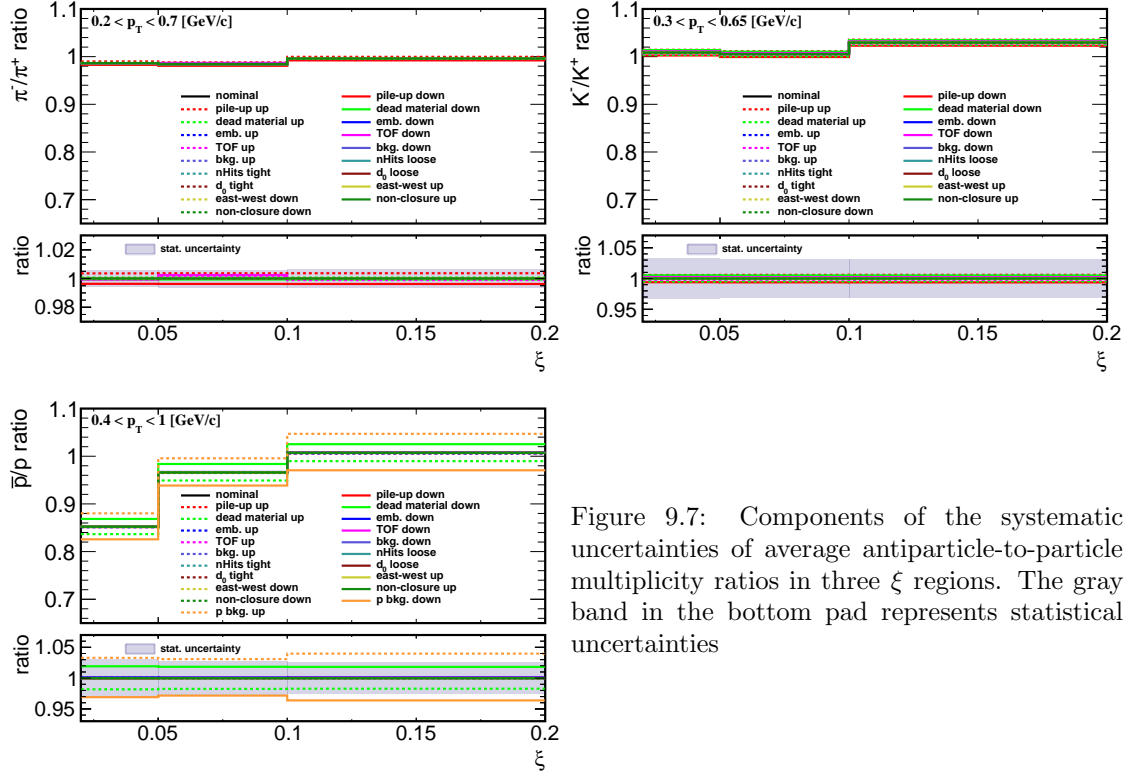 0.2 < p_T < 0.7 [GeV/c]
π⁻/π⁺ ratio
1.1
1
0.9
0.8
0.7
nominal
pile-up down
pile-up up
dead material down
dead material up
emb. down
emb. up
TOF down
TOF up
bkg. down
bkg. up
nHits loose
nHits tight
d₀ loose
d₀ tight
east-west up
east-west down
non-closure up
non-closure down
ratio
1.02
1
0.98
stat. uncertainty
0.05
0.1
0.15
0.2
ξ
0.3 < p_T < 0.65 [GeV/c]
K⁻/K⁺ ratio
1.1
1
0.9
0.8
0.7
nominal
pile-up down
pile-up up
dead material down
dead material up
emb. down
emb. up
TOF down
TOF up
bkg. down
bkg. up
nHits loose
nHits tight
d₀ loose
d₀ tight
east-west up
east-west down
non-closure up
non-closure down
ratio
1.05
1
0.95
stat. uncertainty
0.05
0.1
0.15
0.2
ξ
0.4 < p_T < 1 [GeV/c]
p̅/p ratio
1.1
1
0.9
0.8
0.7
nominal
pile-up down
pile-up up
dead material down
dead material up
emb. down
emb. up
TOF down
TOF up
bkg. down
bkg. up
nHits loose
nHits tight
d₀ loose
d₀ tight
east-west up
east-west down
non-closure up
non-closure down
p bkg. down
p bkg. up
ratio
1.05
1
0.95
stat. uncertainty
0.05
0.1
0.15
0.2
ξ
Figure 9.7: Components of the systematic
uncertainties of average antiparticle-to-particle
multiplicity ratios in three ξ regions. The gray
band in the bottom pad represents statistical
uncertainties